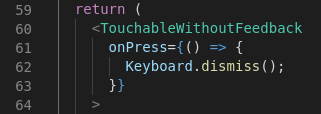 59 return (
60 <TouchableWithoutFeedback
61 onPress={() => {
62 Keyboard.dismiss();
63 }}
64 >